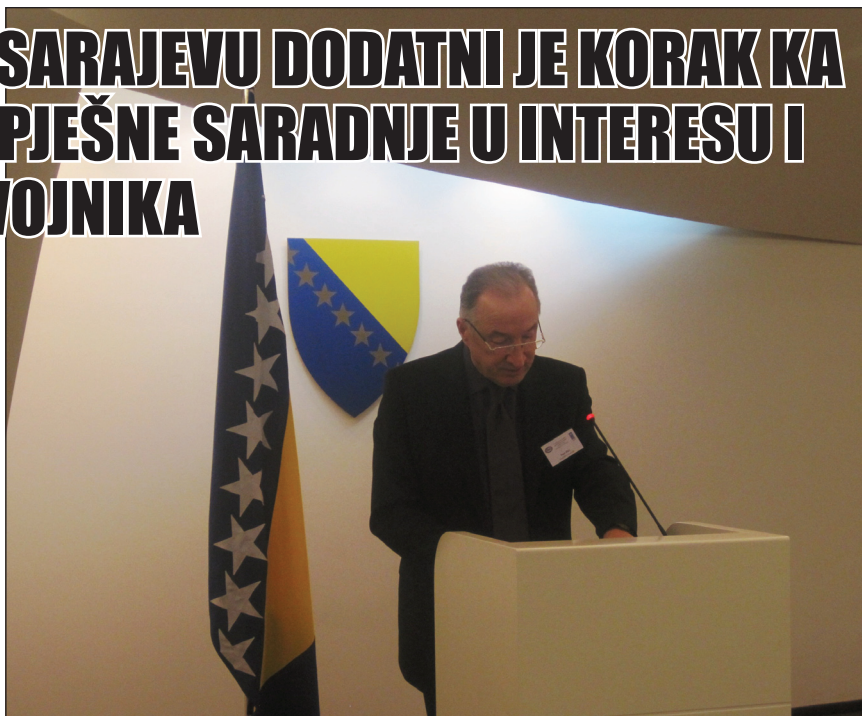 SARAJEVU DODATNI JE KORAK KA
PJEŠNE SARADNJE U INTERESU I
VOJNIKA